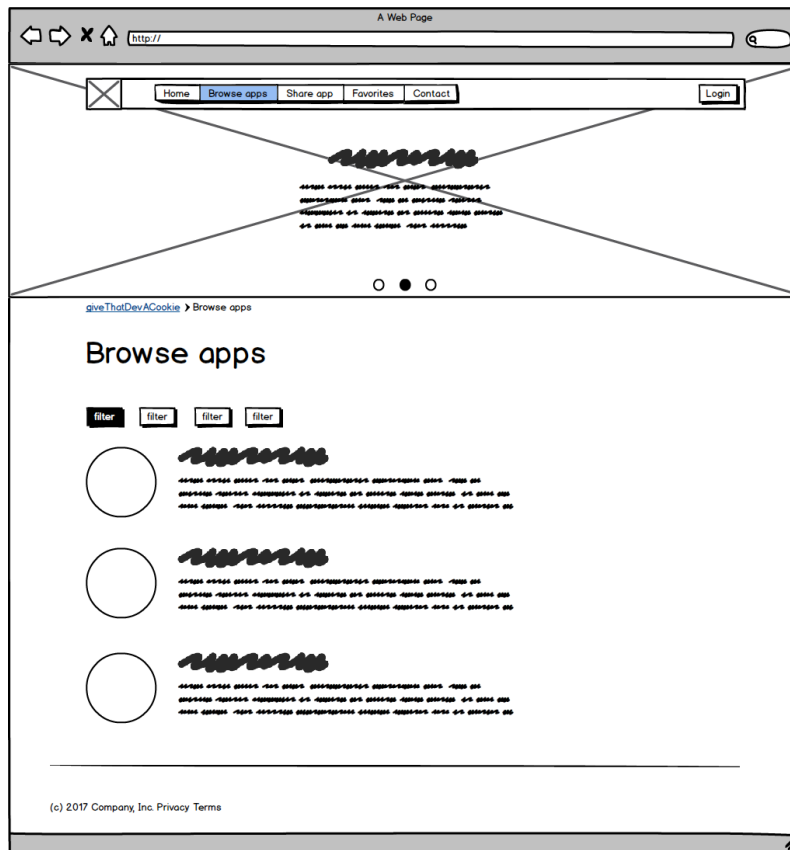 A Web Page
http://
Home Browse apps Share app Favorites Contact Login
giveThatDevACookie > Browse apps
Browse apps
filter filter filter filter
(c) 2017 Company, Inc. Privacy Terms